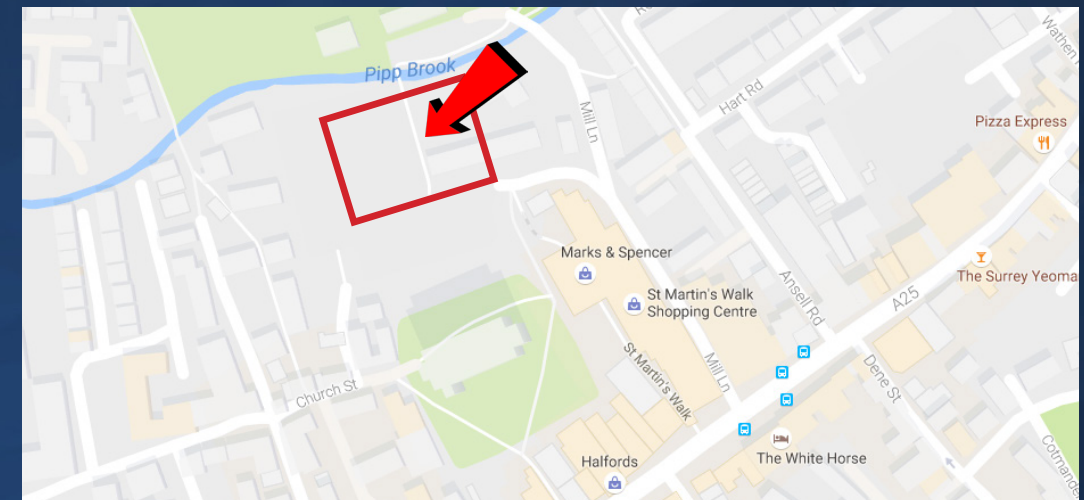 Pipp Brook
Mill Ln
Hart Rd
Pizza Express
Marks & Spencer
St Martin's Walk
Shopping Centre
Ansell Rd
A25
The Surrey Yeoma
St Martin's Walk
Mill Ln
Dene St
Church St
Halfords
The White Horse
Cotmande